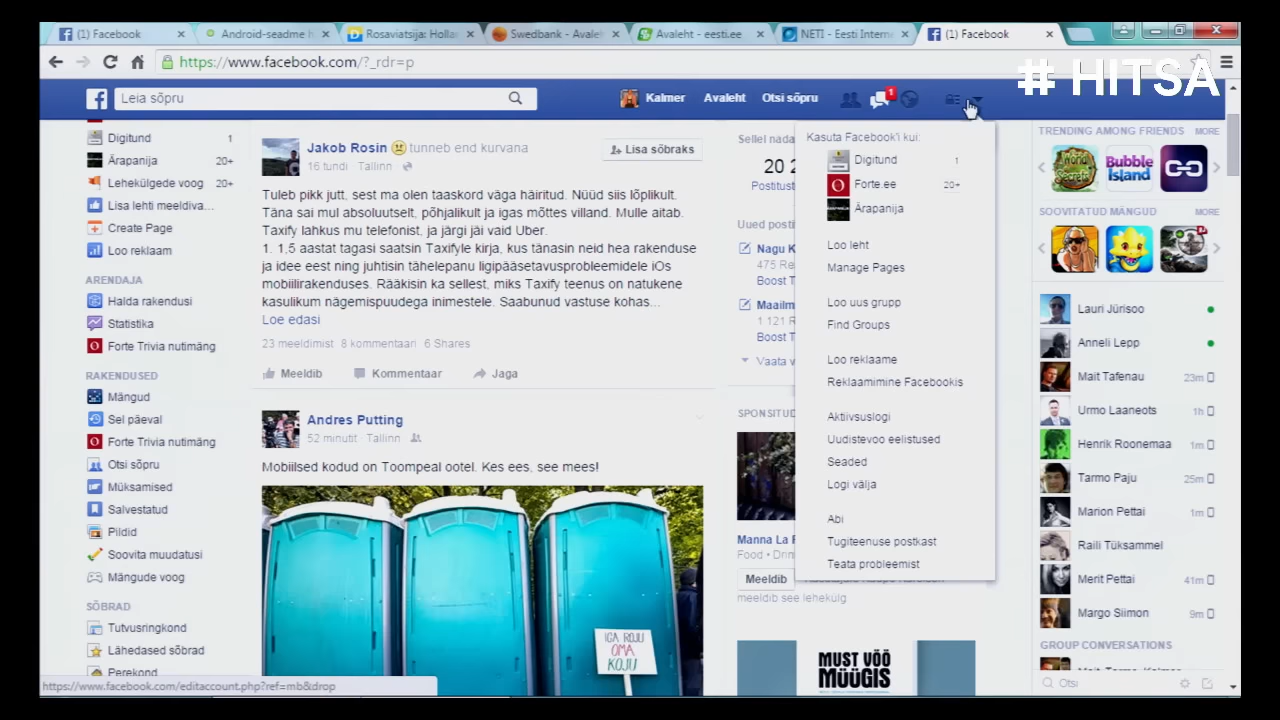 (1) Facebook
Android-seadme h
Rosaviatsija: Hollan
Swedbank - Avaleh
Avaleht - eesti.ee
NETI - Eesti Intern
(1) Facebook
https://www.facebook.com/?_rdr=p
# HITSA
Leia sõpru
Kalmer
Avaleht
Otsi sõpru
1
Digitund 1
Ärapanija 20+
Lehekülgede voog 20+
Lisa lehti meeldiva...
Create Page
Loo reklaam
ARENDAJA
Halda rakendusi
Statistika
Forte Trivia nutimäng
RAKENDUSED
Mängud
Sel päeval
Forte Trivia nutimäng
Otsi sõpru
Müksamised
Salvestatud
Pildid
Soovita muudatusi
Mängude voog
SÕBRAD
Tutvusringkond
Lähedased sõbrad
Perekond
https://www.facebook.com/editaccount.php?ref=mb&drop
Jakob Rosin tunneb end kurvana
16 tundi Tallinn
Lisa sõbraks
Tuleb pikk jutt, sest ma olen taaskord väga häiritud. Nüüd siis lõplikult.
Täna sai mul absoluutselt, põhjalikult ja igas mõttes villand. Mulle aitab.
Taxify lahkus mu telefonist, ja järgi jäi vaid Uber.
1. 1,5 aastat tagasi saatsin Taxifyle kirja, kus tänasin neid hea rakenduse
ja idee eest ning juhtisin tähelepanu ligipääsetavusprobleemidele iOs
mobiilirakenduses. Rääkisin ka sellest, miks Taxify teenus on natukene
kasulikum nägemispuudega inimestele. Saabunud vastuse kohas...
Loe edasi
23 meeldimist 8 kommentaari 6 Shares
Meeldib Kommentaar Jaga
Andres Putting
52 minutit Tallinn
Mobiilsed kodud on Toompeal ootel. Kes ees, see mees!
IGA ROJU
OMA
KOJU
Sellel nädal
20 2
Postitust
Uued posti
Nagu K
475 Re
Boost T
Maailm
1 121 R
Boost T
Vaata v
SPONSITUD
Manna La R
Food • Drin
Meeldib
meeldib see lehekülg
MUST VÖÖ
MÜÜGIS
Kasuta Facebook'i kui:
Digitund 1
Forte.ee 20+
Ärapanija
Loo leht
Manage Pages
Loo uus grupp
Find Groups
Loo reklaame
Reklaamimine Facebookis
Aktiivsuslogi
Uudistevoo eelistused
Seaded
Logi välja
Abi
Tugiteenuse postkast
Teata probleemist
TRENDING AMONG FRIENDS MORE
Bubble
Island
SOOVITATUD MÄNGUD MORE
Lauri Jürisoo
Anneli Lepp
Mait Tafenau 23m
Urmo Laaneots 1h
Henrik Roonemaa 1m
Tarmo Paju 25m
Marion Pettai 1m
Raili Tüksammel
Merit Pettai 41m
Margo Siimon 9m
GROUP CONVERSATIONS
Otsi